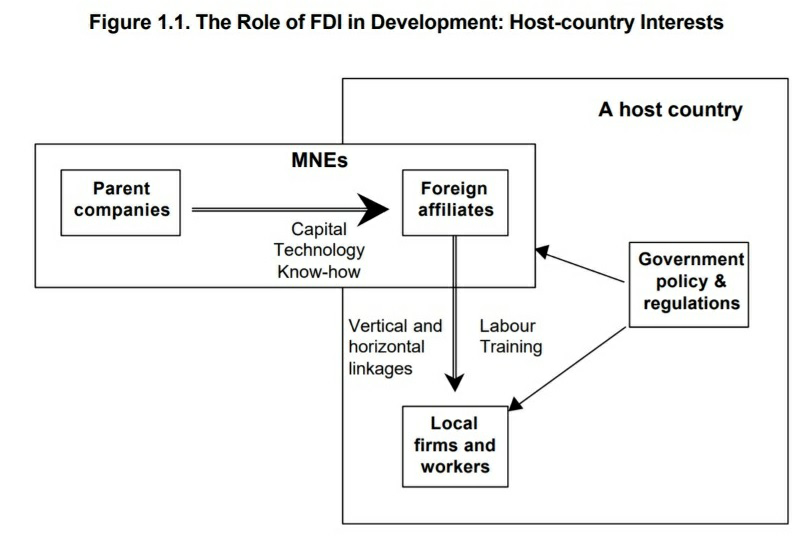 Figure 1.1. The Role of FDI in Development: Host-country Interests
A host country
MNEs
Parent
companies
Capital
Technology
Know-how
Foreign
affiliates
Government
policy &
regulations
Vertical and
horizontal
linkages
Labour
Training
Local
firms and
workers